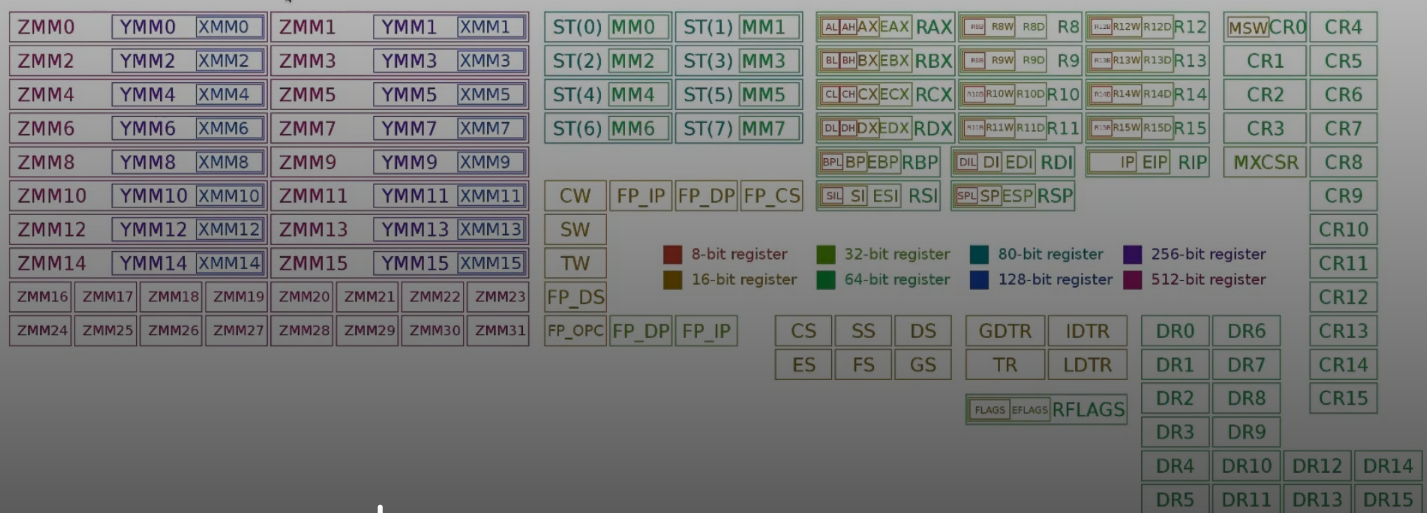 ZMM0 YMM0 XMM0 ZMM1 YMM1 XMM1 ST(0) MM0 ST(1) MM1 AL AH AX EAX RAX R8B R8W R8D R8 R12B R12W R12D R12 MSW CR0 CR4
ZMM2 YMM2 XMM2 ZMM3 YMM3 XMM3 ST(2) MM2 ST(3) MM3 BL BH BX EBX RBX R9B R9W R9D R9 R13B R13W R13D R13 CR1 CR5
ZMM4 YMM4 XMM4 ZMM5 YMM5 XMM5 ST(4) MM4 ST(5) MM5 CL CH CX ECX RCX R10B R10W R10D R10 R14B R14W R14D R14 CR2 CR6
ZMM6 YMM6 XMM6 ZMM7 YMM7 XMM7 ST(6) MM6 ST(7) MM7 DL DH DX EDX RDX R11B R11W R11D R11 R15B R15W R15D R15 CR3 CR7
ZMM8 YMM8 XMM8 ZMM9 YMM9 XMM9 BPL BP EBP RBP DIL DI EDI RDI IP EIP RIP MXCSR CR8
ZMM10 YMM10 XMM10 ZMM11 YMM11 XMM11 CW FP_IP FP_DP FP_CS SIL SI ESI RSI SPL SP ESP RSP CR9
ZMM12 YMM12 XMM12 ZMM13 YMM13 XMM13 SW CR10
8-bit register 32-bit register 80-bit register 256-bit register
ZMM14 YMM14 XMM14 ZMM15 YMM15 XMM15 TW CR11
16-bit register 64-bit register 128-bit register 512-bit register
ZMM16 ZMM17 ZMM18 ZMM19 ZMM20 ZMM21 ZMM22 ZMM23 FP_DS CR12
ZMM24 ZMM25 ZMM26 ZMM27 ZMM28 ZMM29 ZMM30 ZMM31 FP_OPC FP_DP FP_IP CS SS DS GDTR IDTR DR0 DR6 CR13
ES FS GS TR LDTR DR1 DR7 CR14
DR2 DR8 CR15
FLAGS EFLAGS RFLAGS
DR3 DR9
DR4 DR10 DR12 DR14
DR5 DR11 DR13 DR15